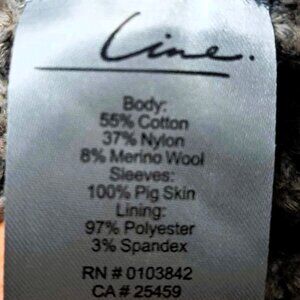 Line.
Body:
55% Cotton
37% Nylon
8% Merino Wool
Sleeves:
100% Pig Skin
Lining:
97% Polyester
3% Spandex
RN # 0103842
CA # 25459